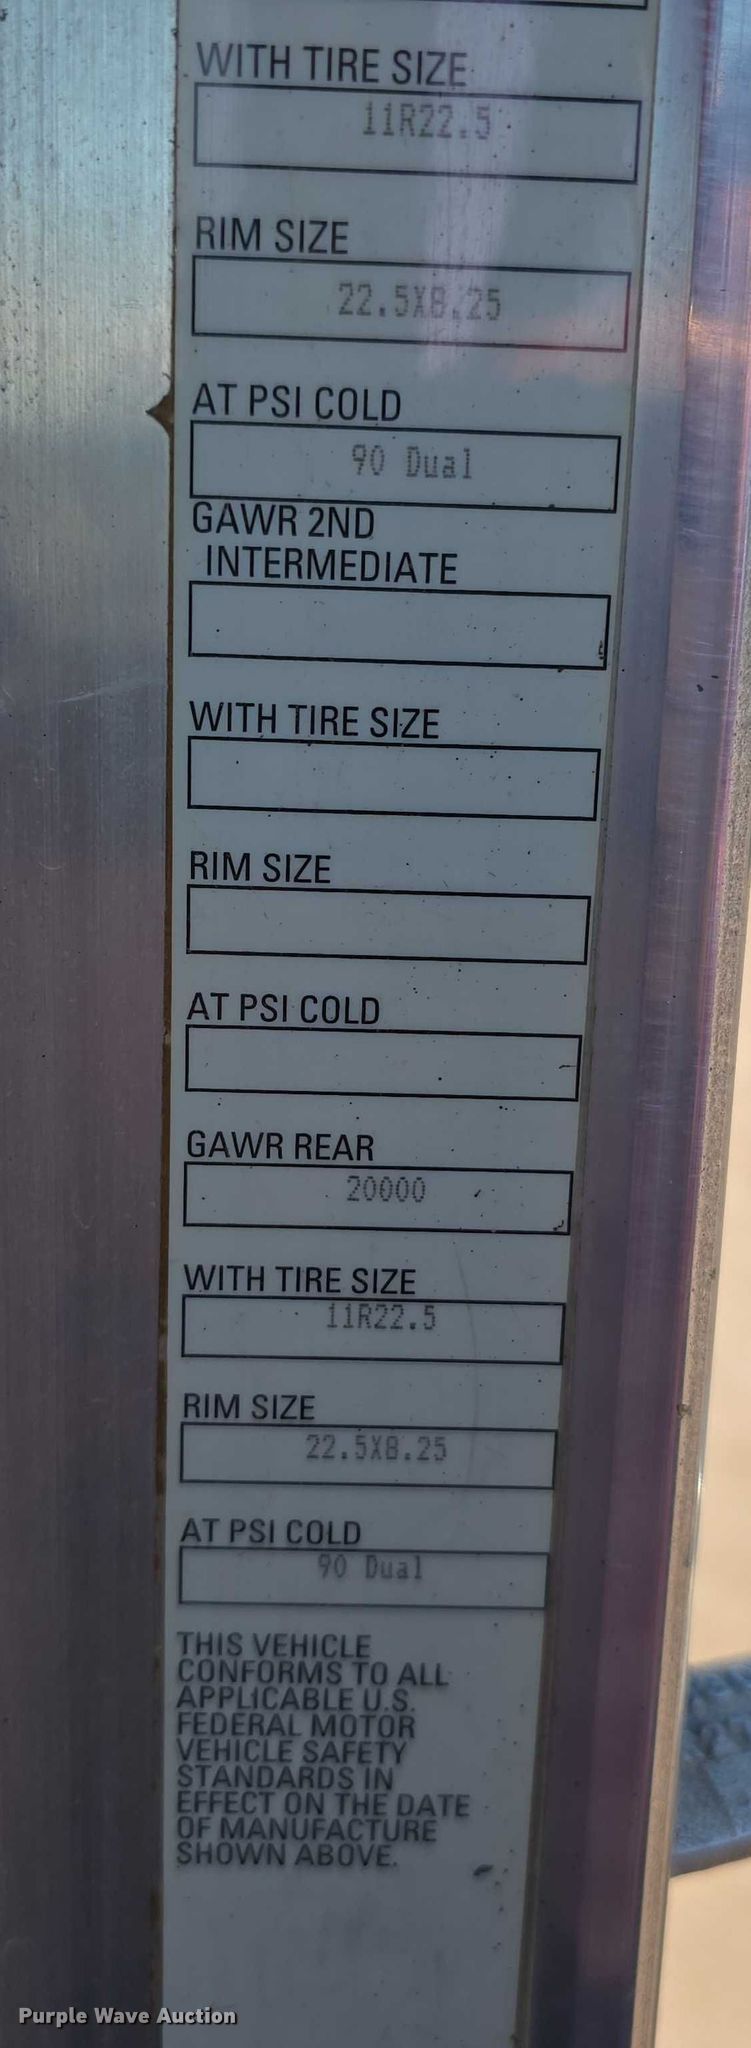 WITH TIRE SIZE
11R22.5
RIM SIZE
22.5X8.25
AT PSI COLD
90 Dual
GAWR 2ND
INTERMEDIATE
WITH TIRE SIZE
RIM SIZE
AT PSI COLD
GAWR REAR
20000
WITH TIRE SIZE
11R22.5
RIM SIZE
22.5X8.25
AT PSI COLD
90 Dual
THIS VEHICLE
CONFORMS TO ALL
APPLICABLE U.S.
FEDERAL MOTOR
VEHICLE SAFETY
STANDARDS IN
EFFECT ON THE DATE
OF MANUFACTURE
SHOWN ABOVE.
Purple Wave Auction